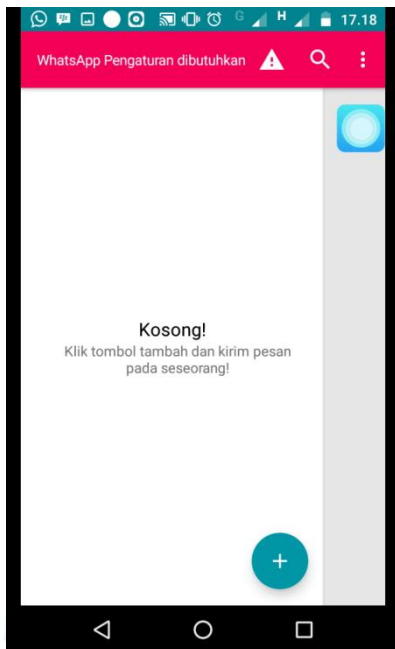 G H 17.18
WhatsApp Pengaturan dibutuhkan
Kosong!
Klik tombol tambah dan kirim pesan
pada seseorang!